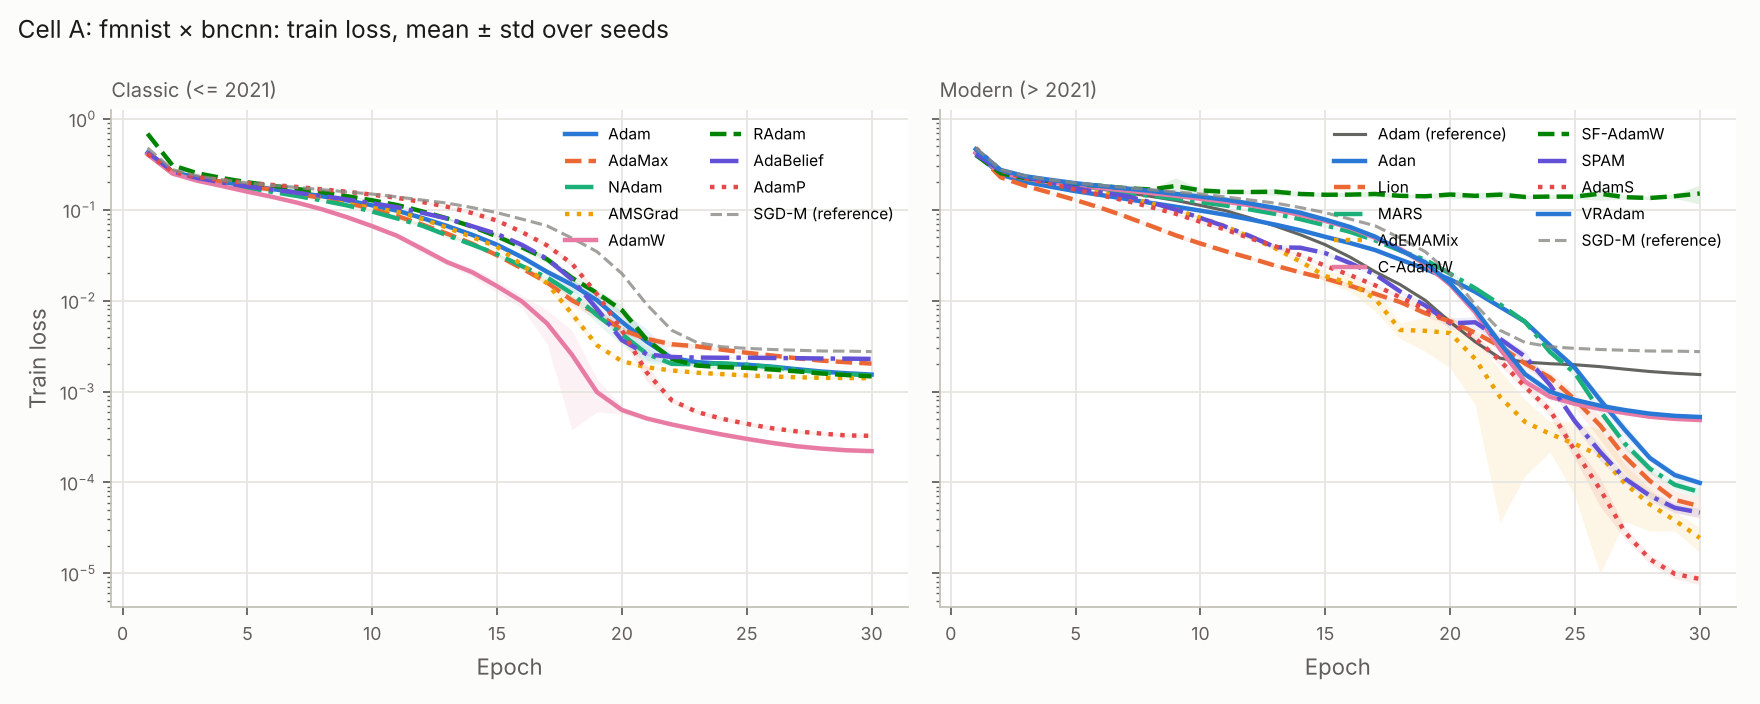 Cell A: fmnist × bncnn: train loss, mean ± std over seeds
Classic (<= 2021)
Train loss
10⁰
10⁻¹
10⁻²
10⁻³
10⁻⁴
10⁻⁵
Adam
AdaMax
NAdam
AMSGrad
AdamW
RAdam
AdaBelief
AdamP
SGD-M (reference)
0 5 10 15 20 25 30
Epoch
Modern (> 2021)
Adam (reference)
Adan
Lion
MARS
AdEMAMix
C-AdamW
SF-AdamW
SPAM
AdamS
VRAdam
SGD-M (reference)
0 5 10 15 20 25 30
Epoch